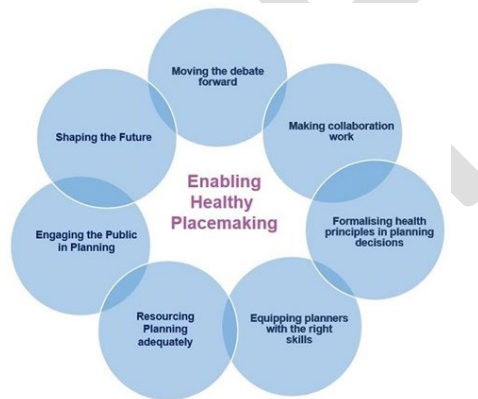 Moving the debate
forward
Making collaboration
work
Formalising health
principles in planning
decisions
Equipping planners
with the right
skills
Resourcing
Planning
adequately
Engaging the Public
in Planning
Shaping the Future
Enabling
Healthy
Placemaking